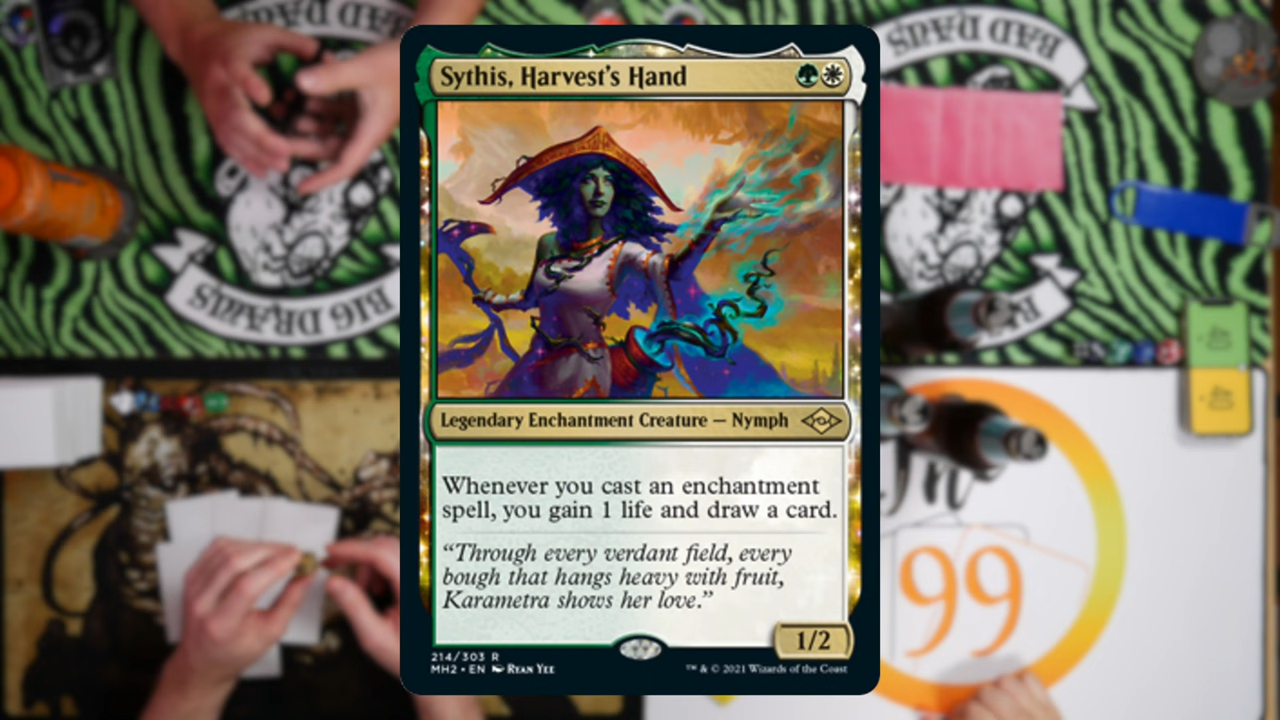 Sythis, Harvest's Hand
Legendary Enchantment Creature — Nymph
Whenever you cast an enchantment
spell, you gain 1 life and draw a card.
“Through every verdant field, every
bough that hangs heavy with fruit,
Karametra shows her love.”
1/2
214/303 R
MH2 • EN Ryan Yee
™ & © 2021 Wizards of the Coast
BIG DRAWS
BAD DRAWS
99